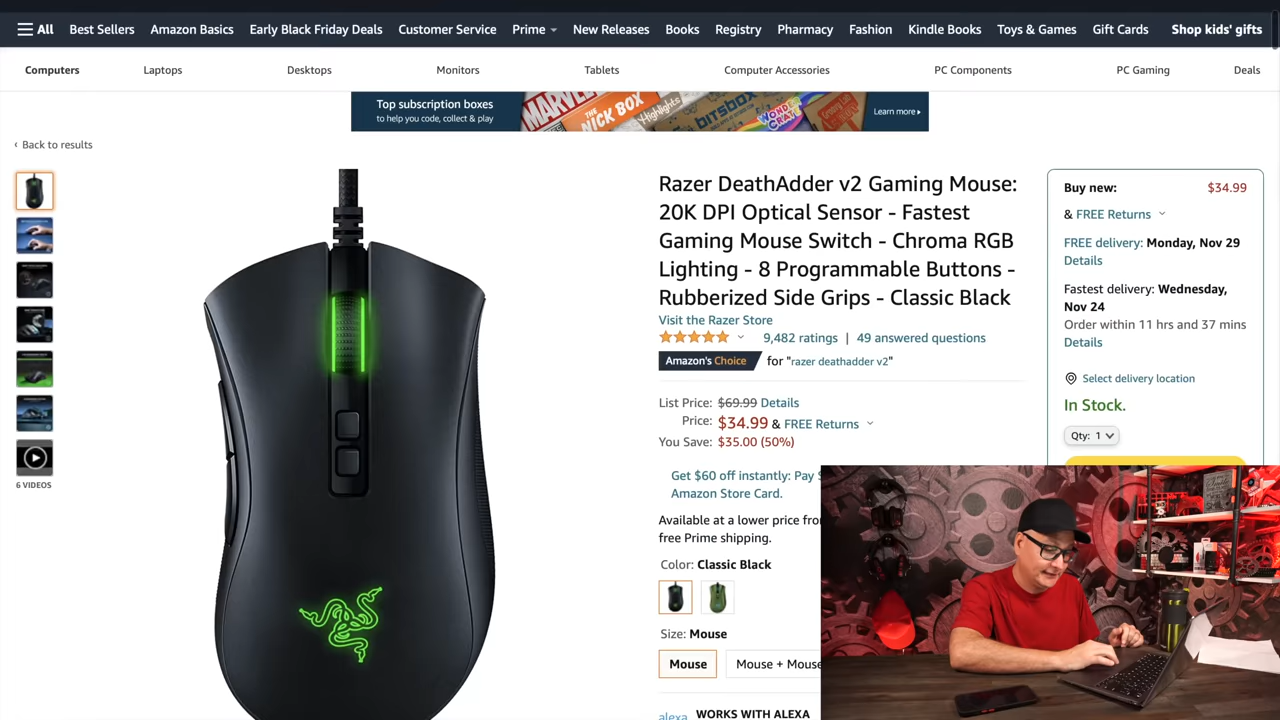 All
Best Sellers
Amazon Basics
Early Black Friday Deals
Customer Service
Prime
New Releases
Books
Registry
Pharmacy
Fashion
Kindle Books
Toys & Games
Gift Cards
Shop kids' gifts
Computers
Laptops
Desktops
Monitors
Tablets
Computer Accessories
PC Components
PC Gaming
Deals
Top subscription boxes
to help you code, collect & play
MARVEL
THE NICK BOX
Highlights
bitsbox
Learn more ▸
‹ Back to results
6 VIDEOS
Razer DeathAdder v2 Gaming Mouse:
20K DPI Optical Sensor - Fastest
Gaming Mouse Switch - Chroma RGB
Lighting - 8 Programmable Buttons -
Rubberized Side Grips - Classic Black
Visit the Razer Store
9,482 ratings | 49 answered questions
Amazon's Choice for "razer deathadder v2"
List Price: $69.99 Details
Price: $34.99 & FREE Returns
You Save: $35.00 (50%)
Get $60 off instantly: Pay
Amazon Store Card.
Available at a lower price from
free Prime shipping.
Color: Classic Black
Size: Mouse
Mouse
Mouse + Mouse
alexa WORKS WITH ALEXA
Buy new: $34.99
& FREE Returns
FREE delivery: Monday, Nov 29
Details
Fastest delivery: Wednesday,
Nov 24
Order within 11 hrs and 37 mins
Details
Select delivery location
In Stock.
Qty: 1